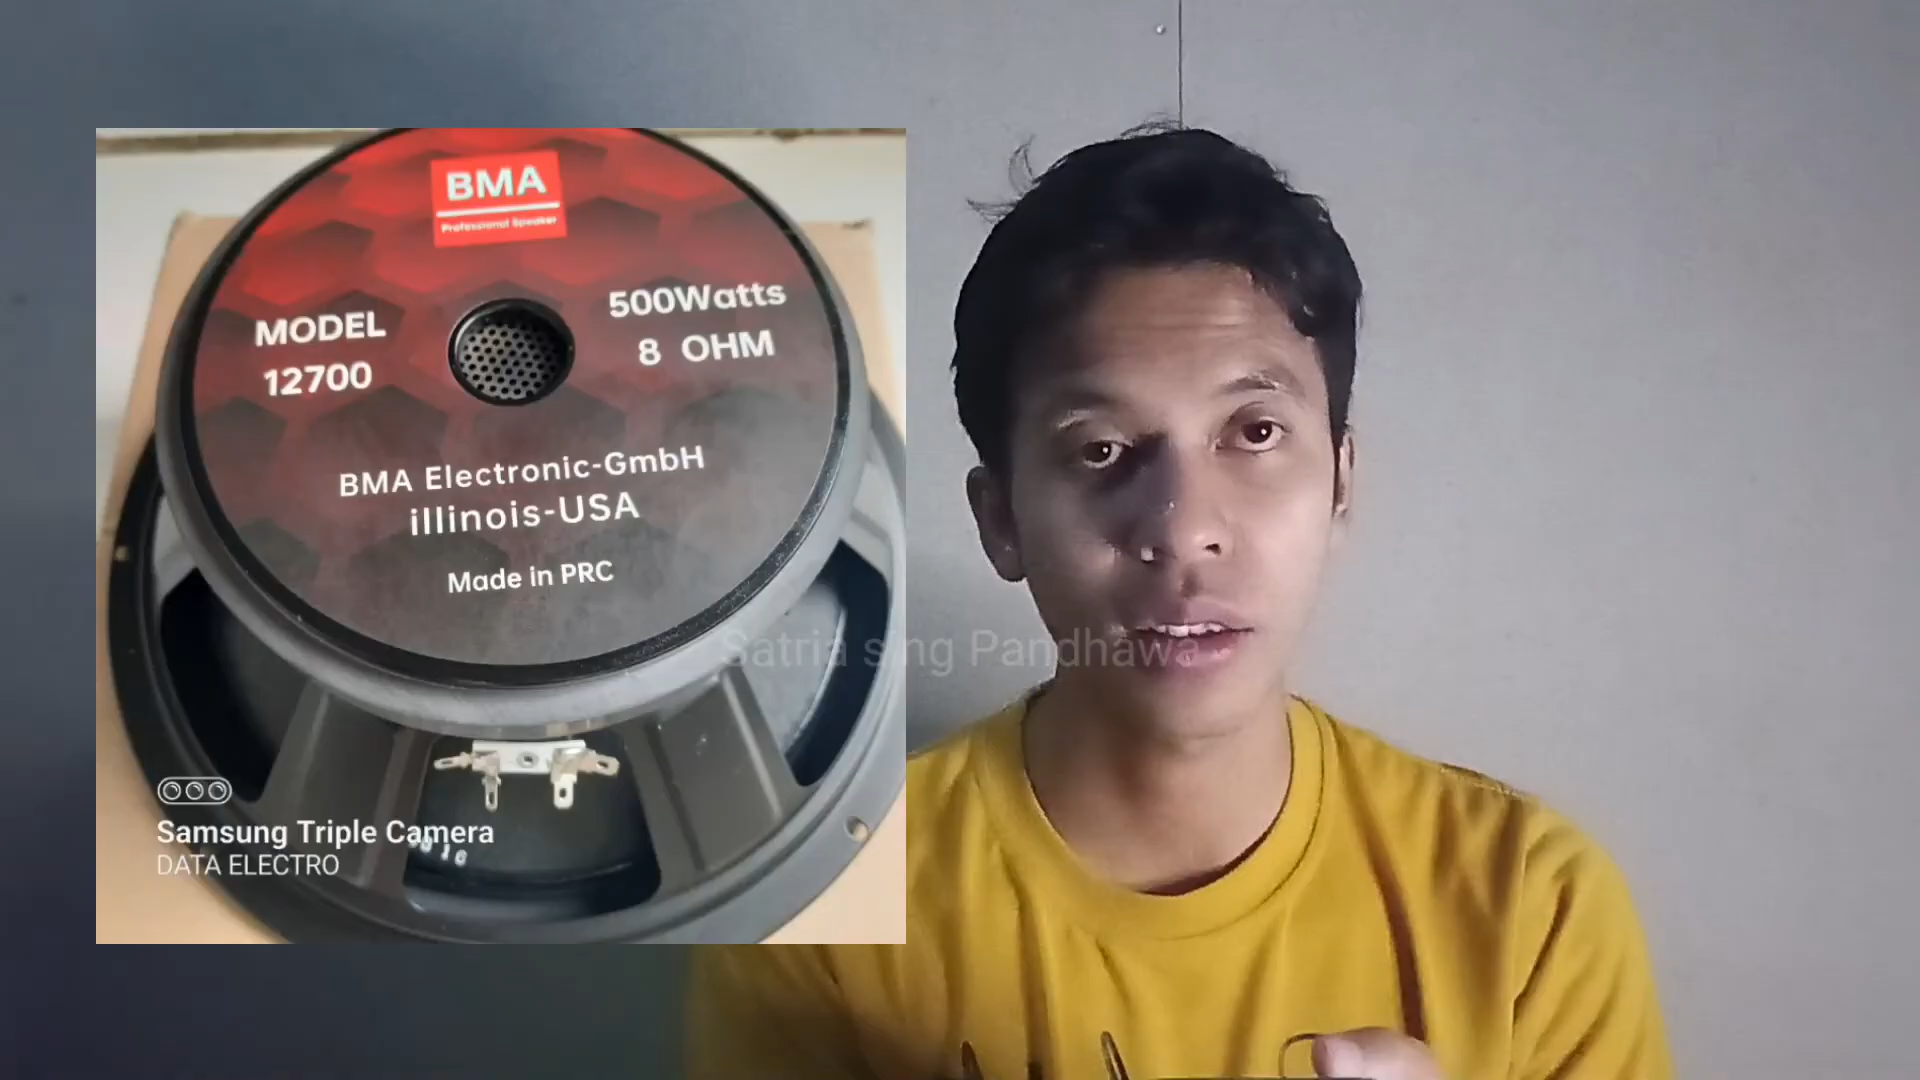 BMA
Professional Speaker
MODEL
12700
500Watts
8 OHM
BMA Electronic-GmbH
illinois-USA
Made in PRC
Satria sing Pandhawa
Samsung Triple Camera
DATA ELECTRO